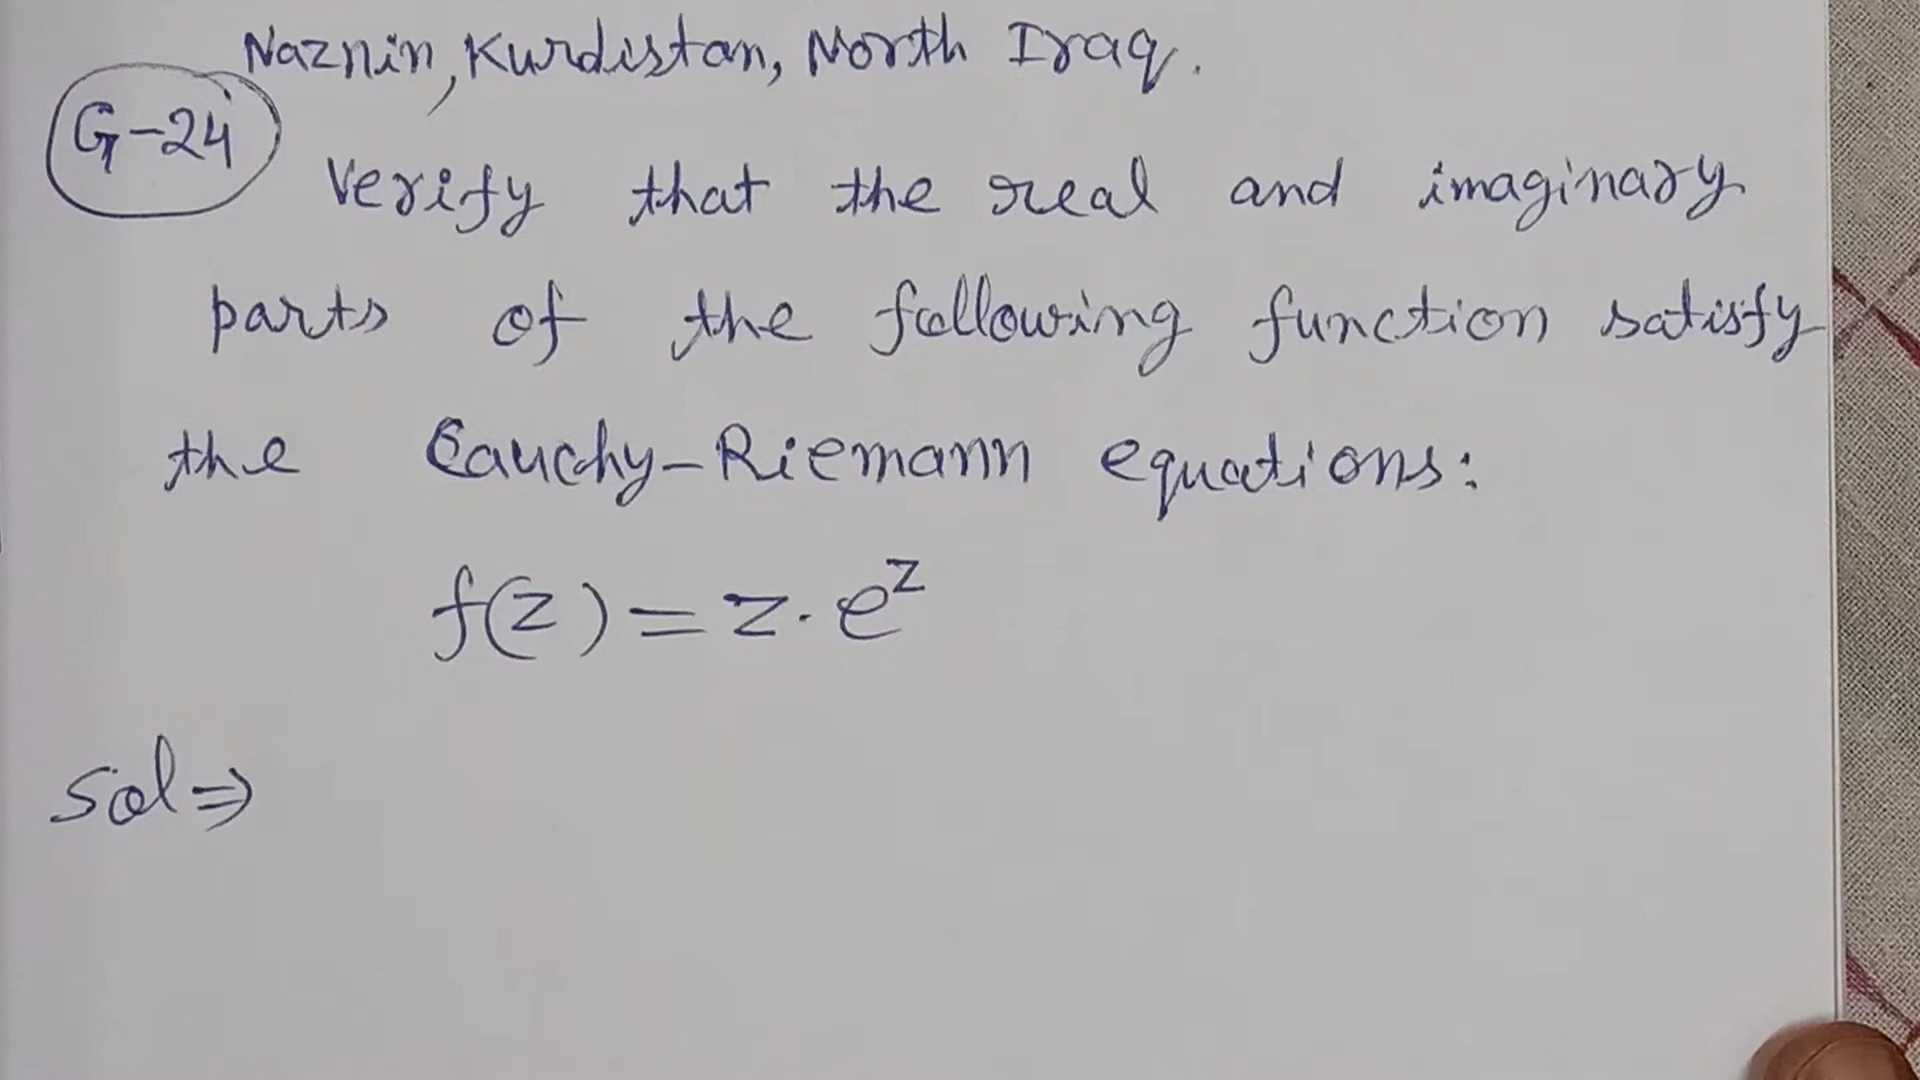 Naznin, Kurdistan, North Iraq.
G-24
Verify that the real and imaginary
parts of the following function satisfy
the Cauchy-Riemann equations:
f(z) = z. e^z
Sol ⇒